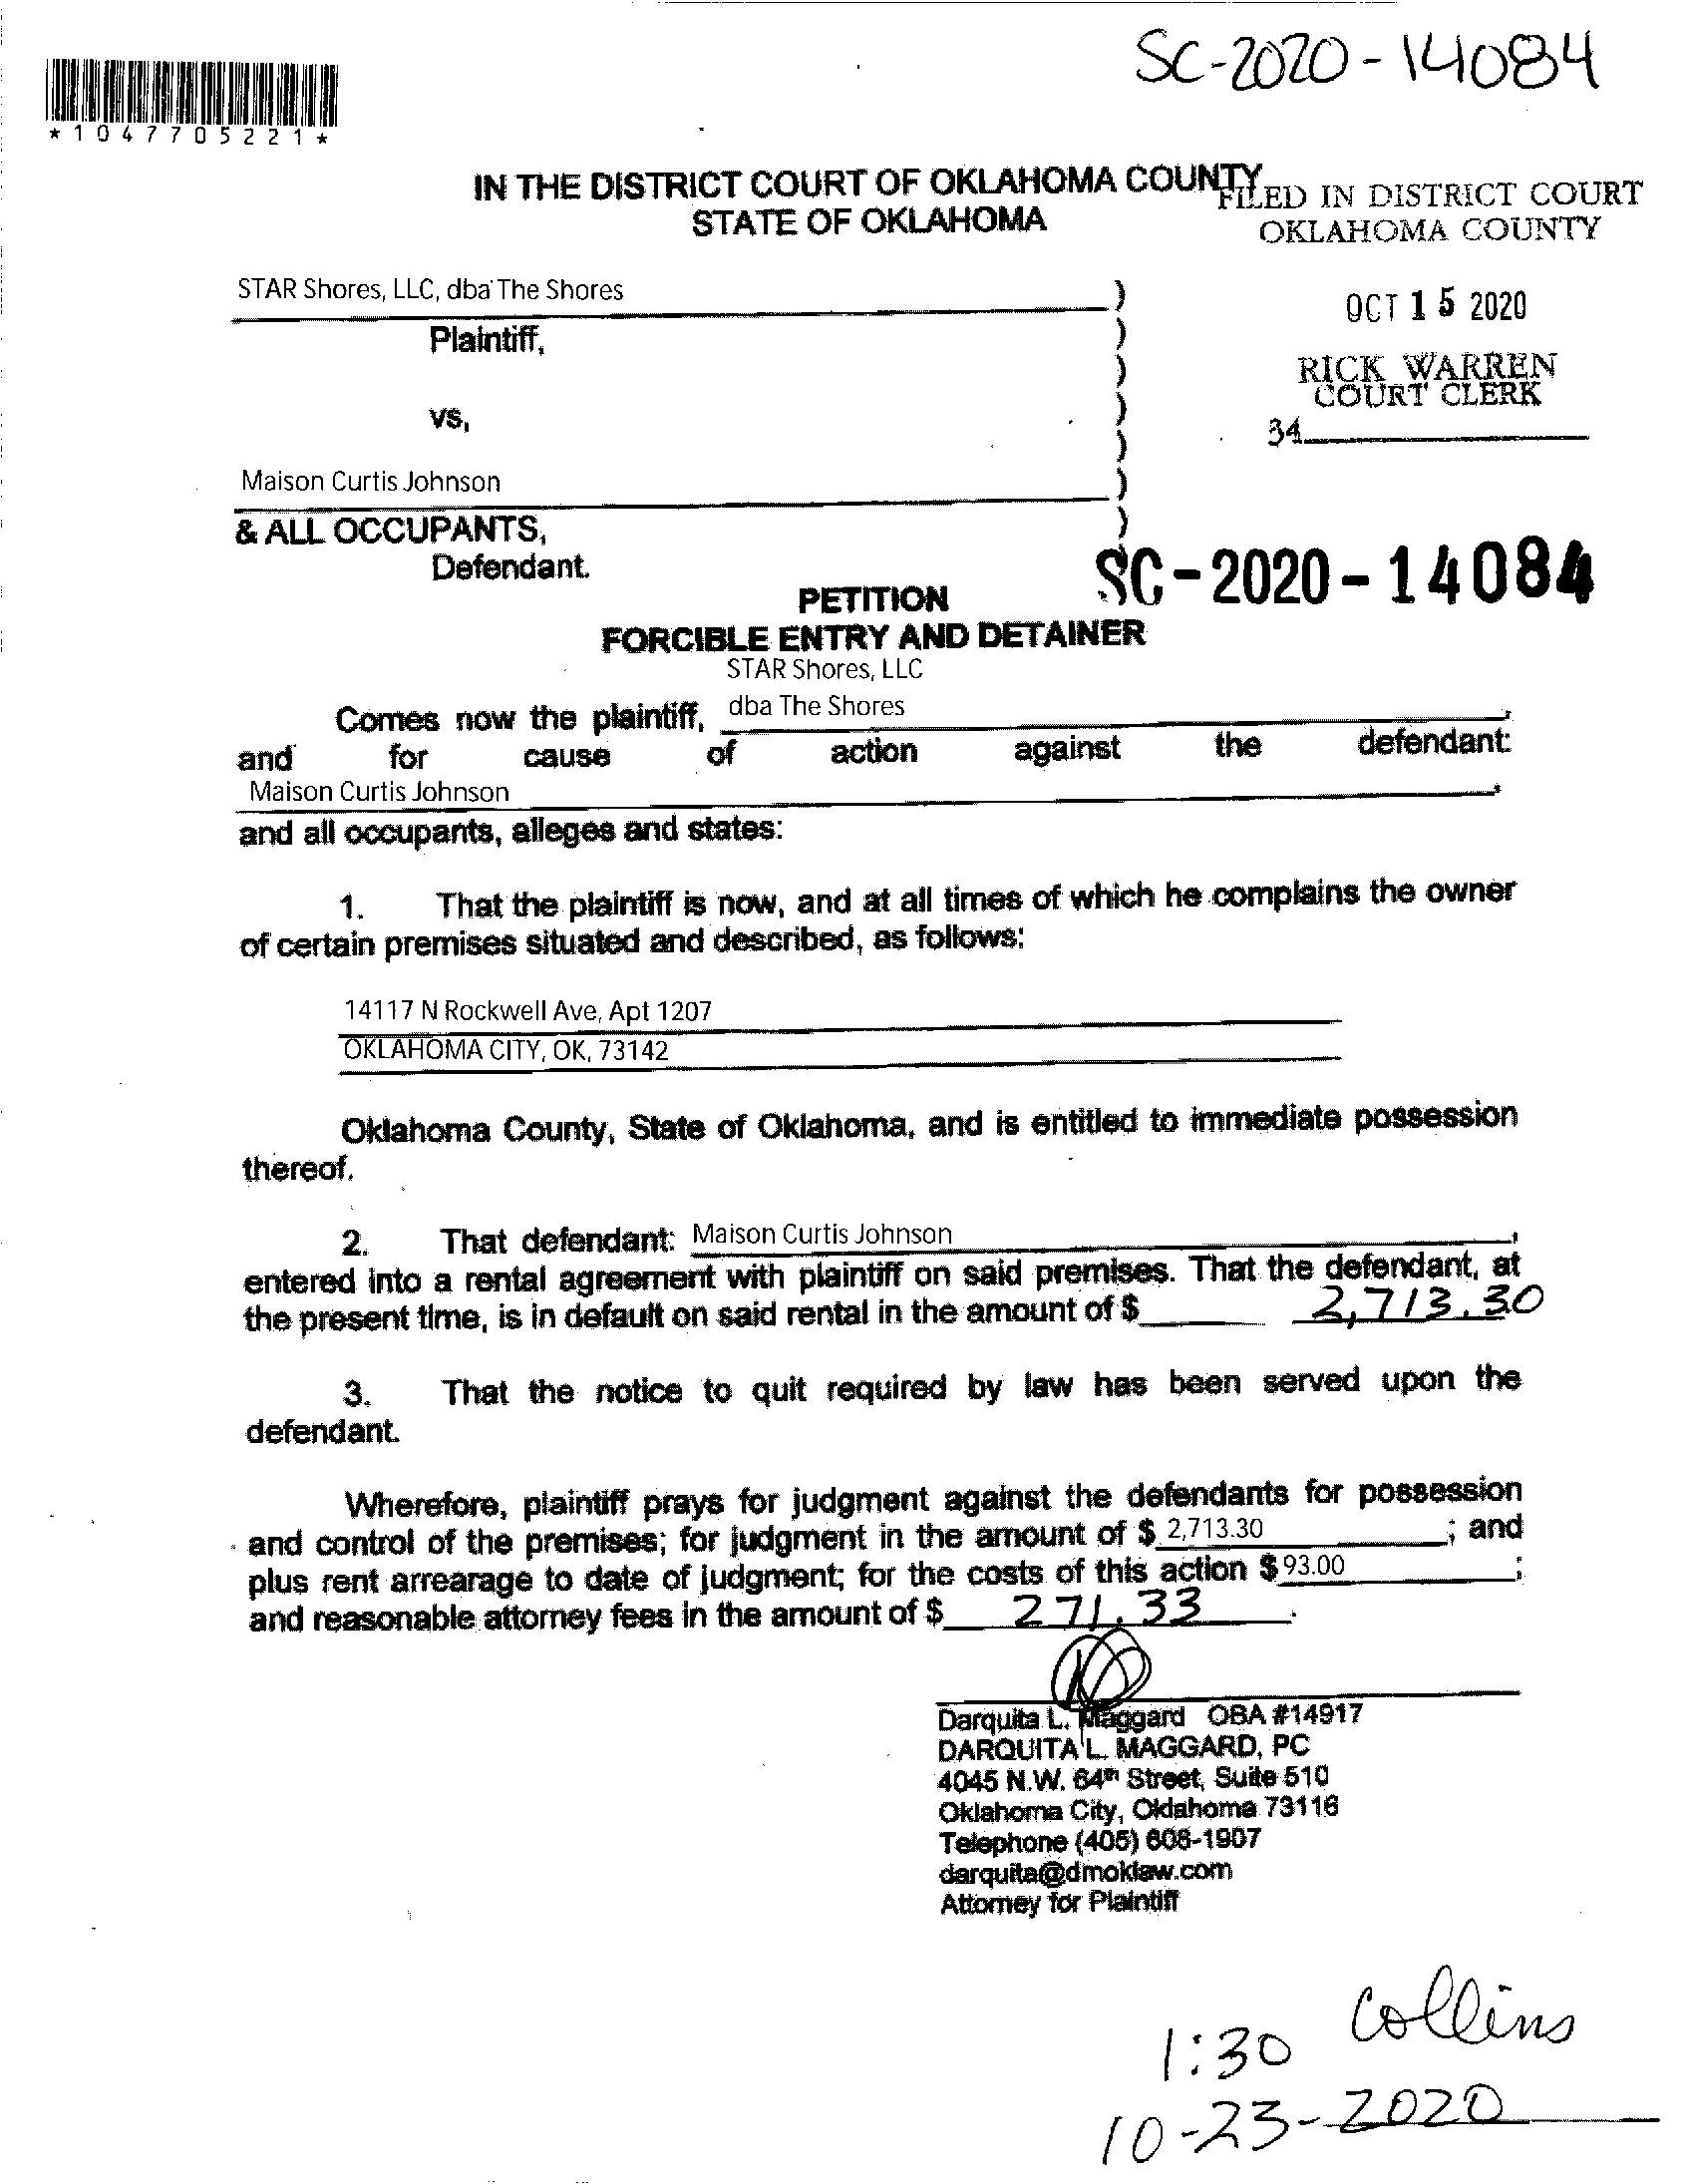 SC-2020-14084
*1047705221*
IN THE DISTRICT COURT OF OKLAHOMA COUNTY
STATE OF OKLAHOMA
FILED IN DISTRICT COURT
OKLAHOMA COUNTY
OCT 15 2020
RICK WARREN
COURT CLERK
34
STAR Shores, LLC, dba The Shores )
Plaintiff, )
)
vs, )
)
Maison Curtis Johnson )
& ALL OCCUPANTS, )
Defendant.
SC-2020-14084
PETITION
FORCIBLE ENTRY AND DETAINER
STAR Shores, LLC
Comes now the plaintiff, dba The Shores,
and for cause of action against the defendant:
Maison Curtis Johnson,
and all occupants, alleges and states:
1. That the plaintiff is now, and at all times of which he complains the owner
of certain premises situated and described, as follows:
14117 N Rockwell Ave, Apt 1207
OKLAHOMA CITY, OK, 73142
Oklahoma County, State of Oklahoma, and is entitled to immediate possession
thereof.
2. That defendant: Maison Curtis Johnson,
entered into a rental agreement with plaintiff on said premises. That the defendant, at
the present time, is in default on said rental in the amount of $ 2,713.30
3. That the notice to quit required by law has been served upon the
defendant.
Wherefore, plaintiff prays for judgment against the defendants for possession
and control of the premises; for judgment in the amount of $ 2,713.30; and
plus rent arrearage to date of judgment; for the costs of this action $ 93.00;
and reasonable attorney fees in the amount of $ 271.33.
Darquita L. Maggard OBA #14917
DARQUITA L. MAGGARD, PC
4045 N.W. 64th Street, Suite 510
Oklahoma City, Oklahoma 73116
Telephone (405) 608-1907
darquita@dmoklaw.com
Attorney for Plaintiff
Collins
1:30
10-23-2020